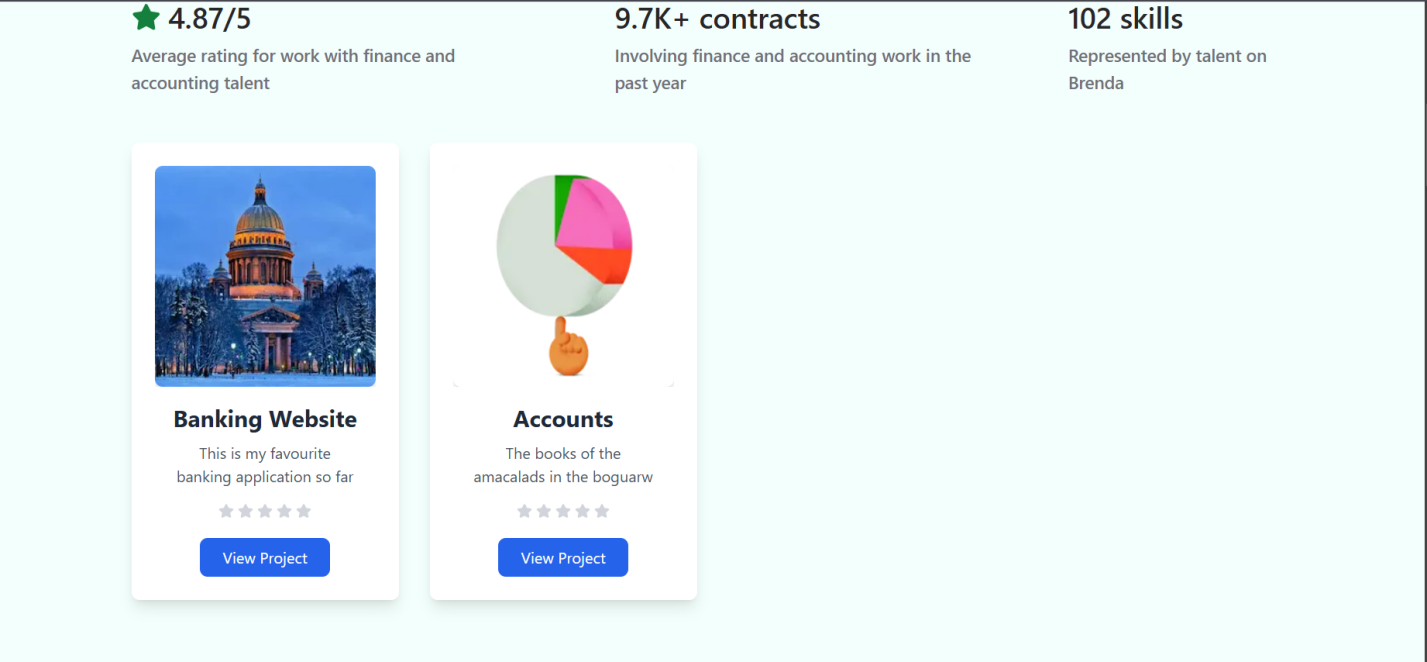 4.87/5
Average rating for work with finance and
accounting talent
9.7K+ contracts
Involving finance and accounting work in the
past year
102 skills
Represented by talent on
Brenda
Banking Website
This is my favourite
banking application so far
View Project
Accounts
The books of the
amacalads in the boguarw
View Project